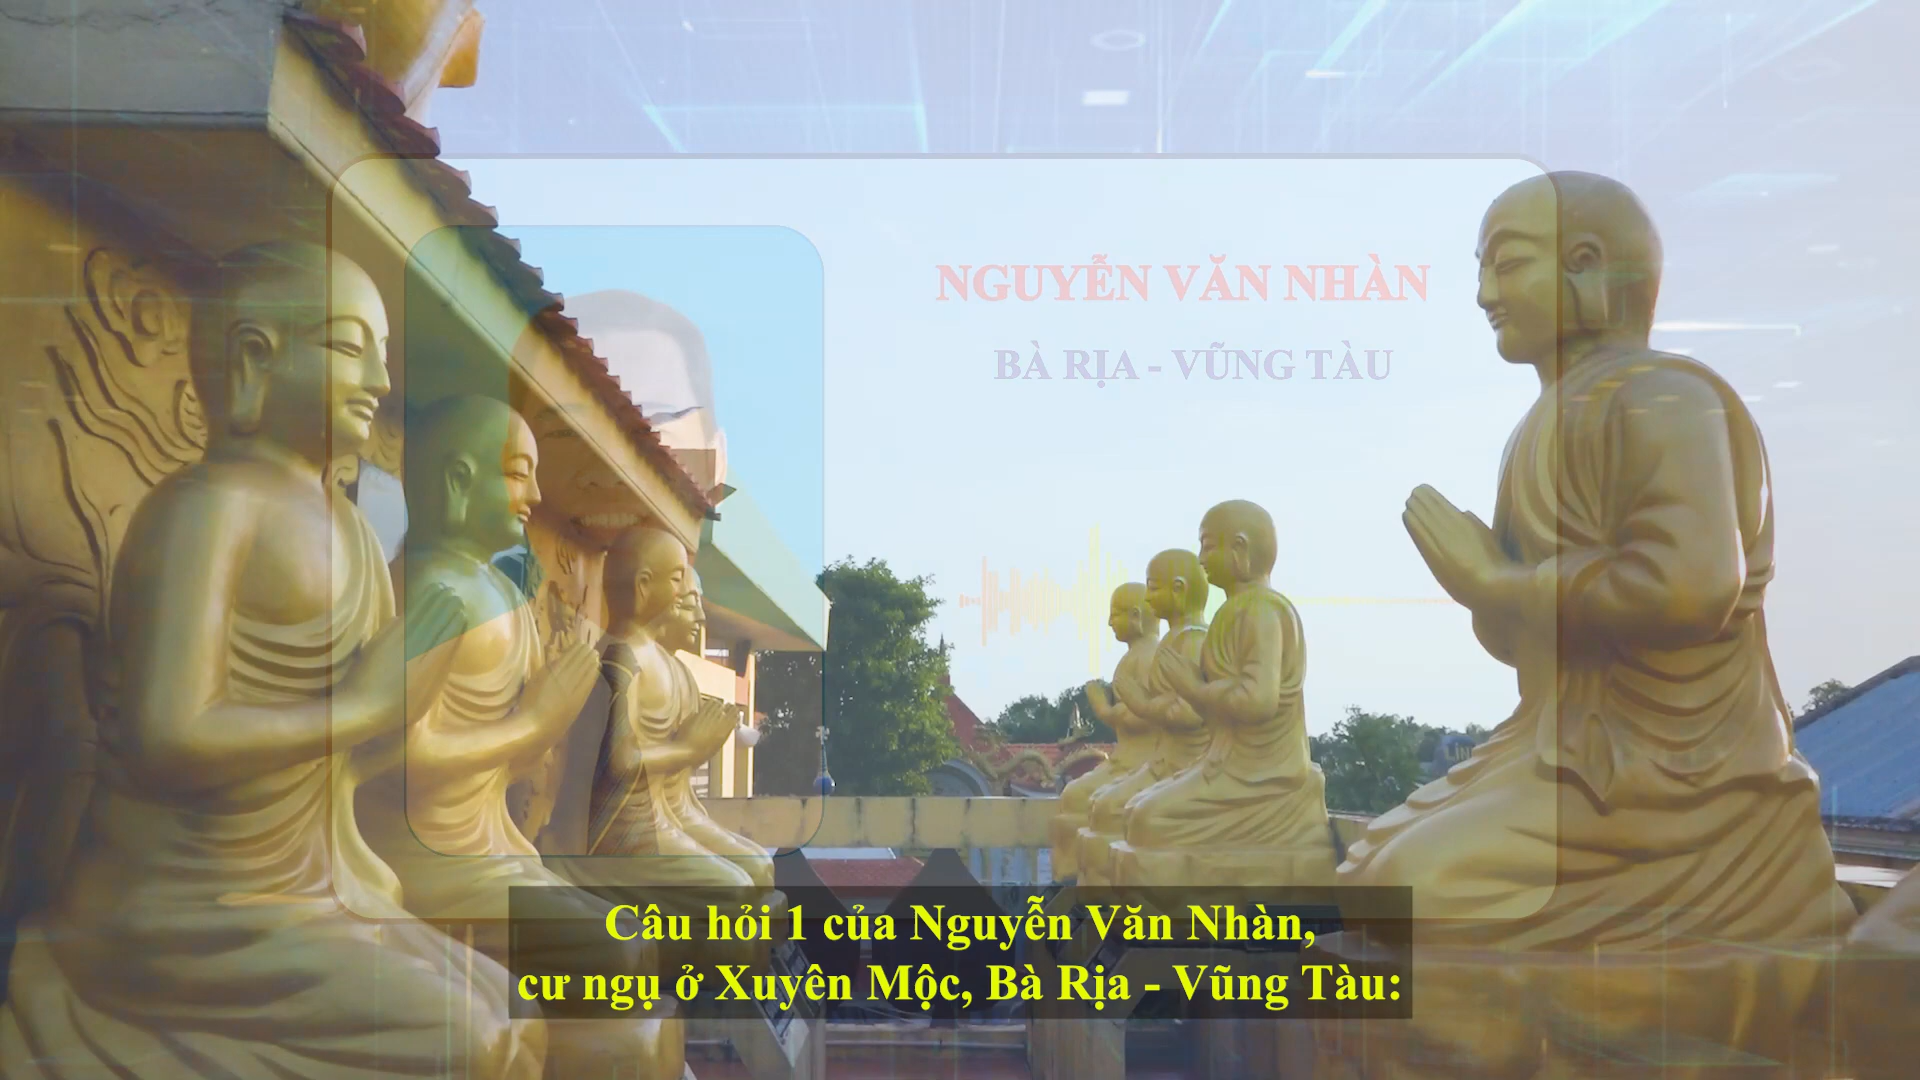 NGUYỄN VĂN NHÀN
BÀ RỊA - VŨNG TÀU
Câu hỏi 1 của Nguyễn Văn Nhàn,
cư ngụ ở Xuyên Mộc, Bà Rịa - Vũng Tàu: